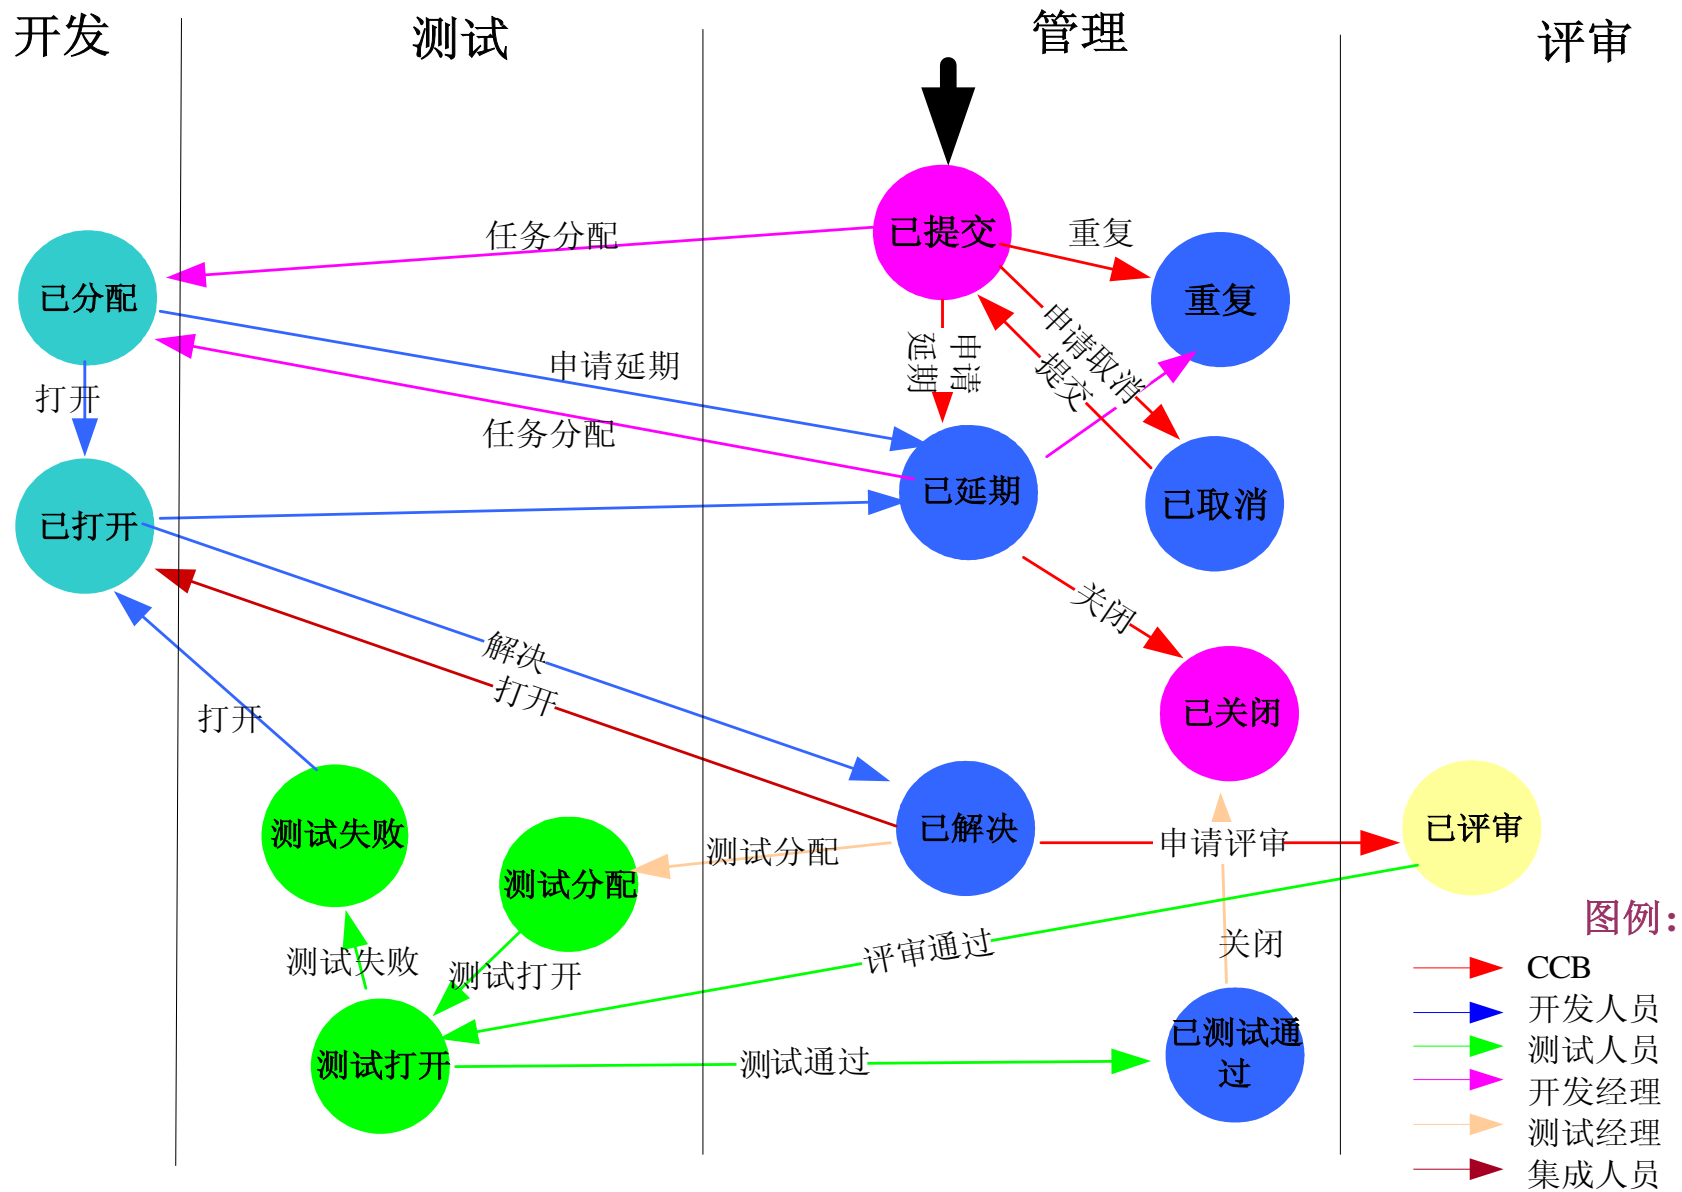 开发
测试
管理
评审
已提交
重复
任务分配
重复
已分配
申请取消
申请
延期
提交
申请延期
打开
任务分配
已延期
已取消
已打开
关闭
解决
打开
已关闭
打开
测试失败
已解决
申请评审
已评审
测试分配
测试分配
图例：
评审通过
关闭
测试失败
测试打开
CCB
开发人员
已测试通
过
测试人员
测试打开
测试通过
开发经理
测试经理
集成人员